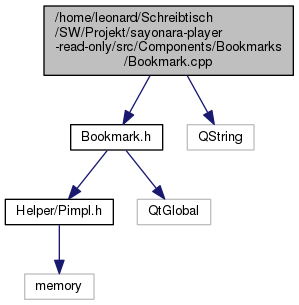 /home/leonard/Schreibtisch
/SW/Projekt/sayonara-player
-read-only/src/Components/Bookmarks
/Bookmark.cpp
Bookmark.h
QString
Helper/Pimpl.h
QtGlobal
memory